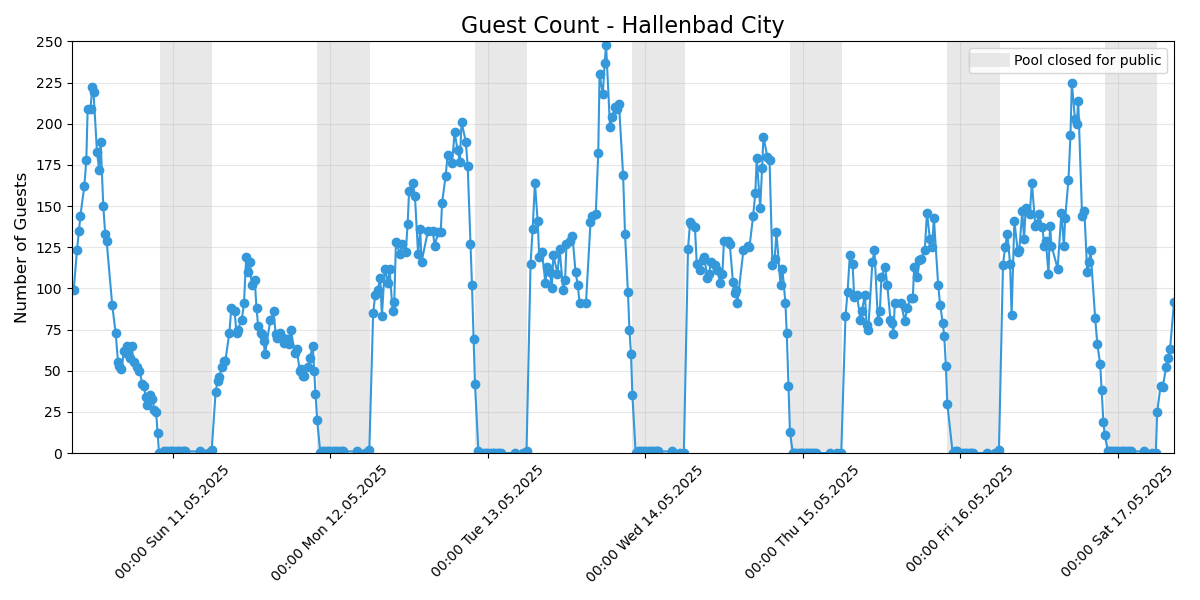 Guest Count - Hallenbad City
Number of Guests
250
225
200
175
150
125
100
75
50
25
0
Pool closed for public
00:00 Sun 11.05.2025
00:00 Mon 12.05.2025
00:00 Tue 13.05.2025
00:00 Wed 14.05.2025
00:00 Thu 15.05.2025
00:00 Fri 16.05.2025
00:00 Sat 17.05.2025